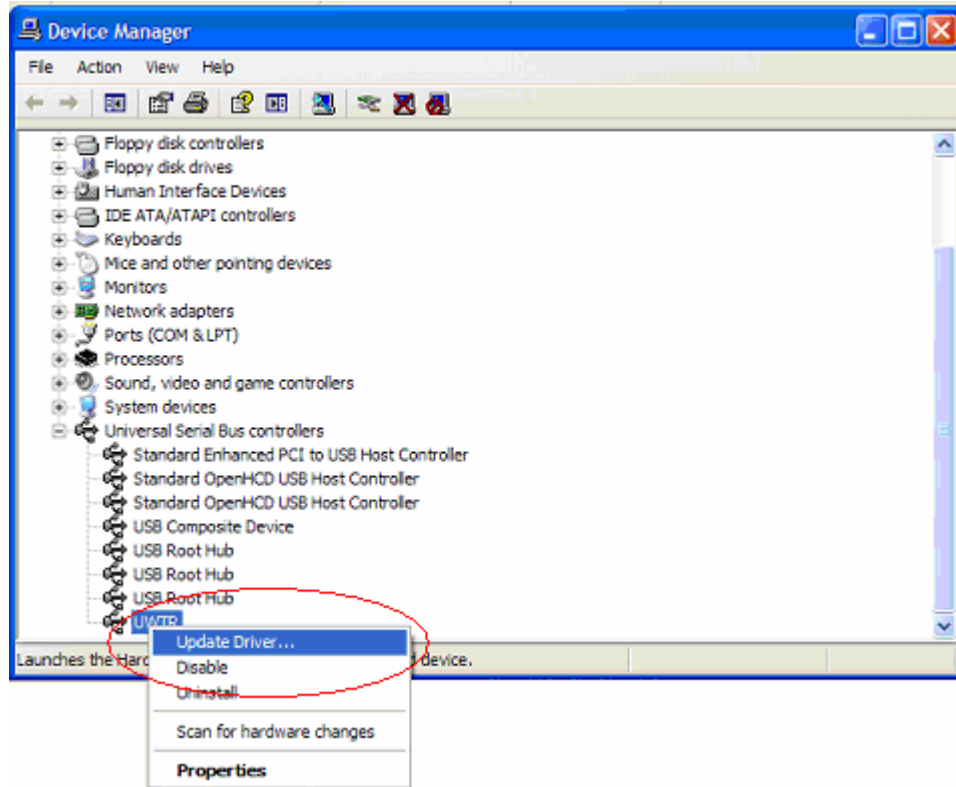 Device Manager
File Action View Help
Floppy disk controllers
Floppy disk drives
Human Interface Devices
IDE ATA/ATAPI controllers
Keyboards
Mice and other pointing devices
Monitors
Network adapters
Ports (COM & LPT)
Processors
Sound, video and game controllers
System devices
Universal Serial Bus controllers
Standard Enhanced PCI to USB Host Controller
Standard OpenHCD USB Host Controller
Standard OpenHCD USB Host Controller
USB Composite Device
USB Root Hub
USB Root Hub
USB Root Hub
UWTR
Update Driver...
Launches the Hard device.
Disable
Uninstall
Scan for hardware changes
Properties